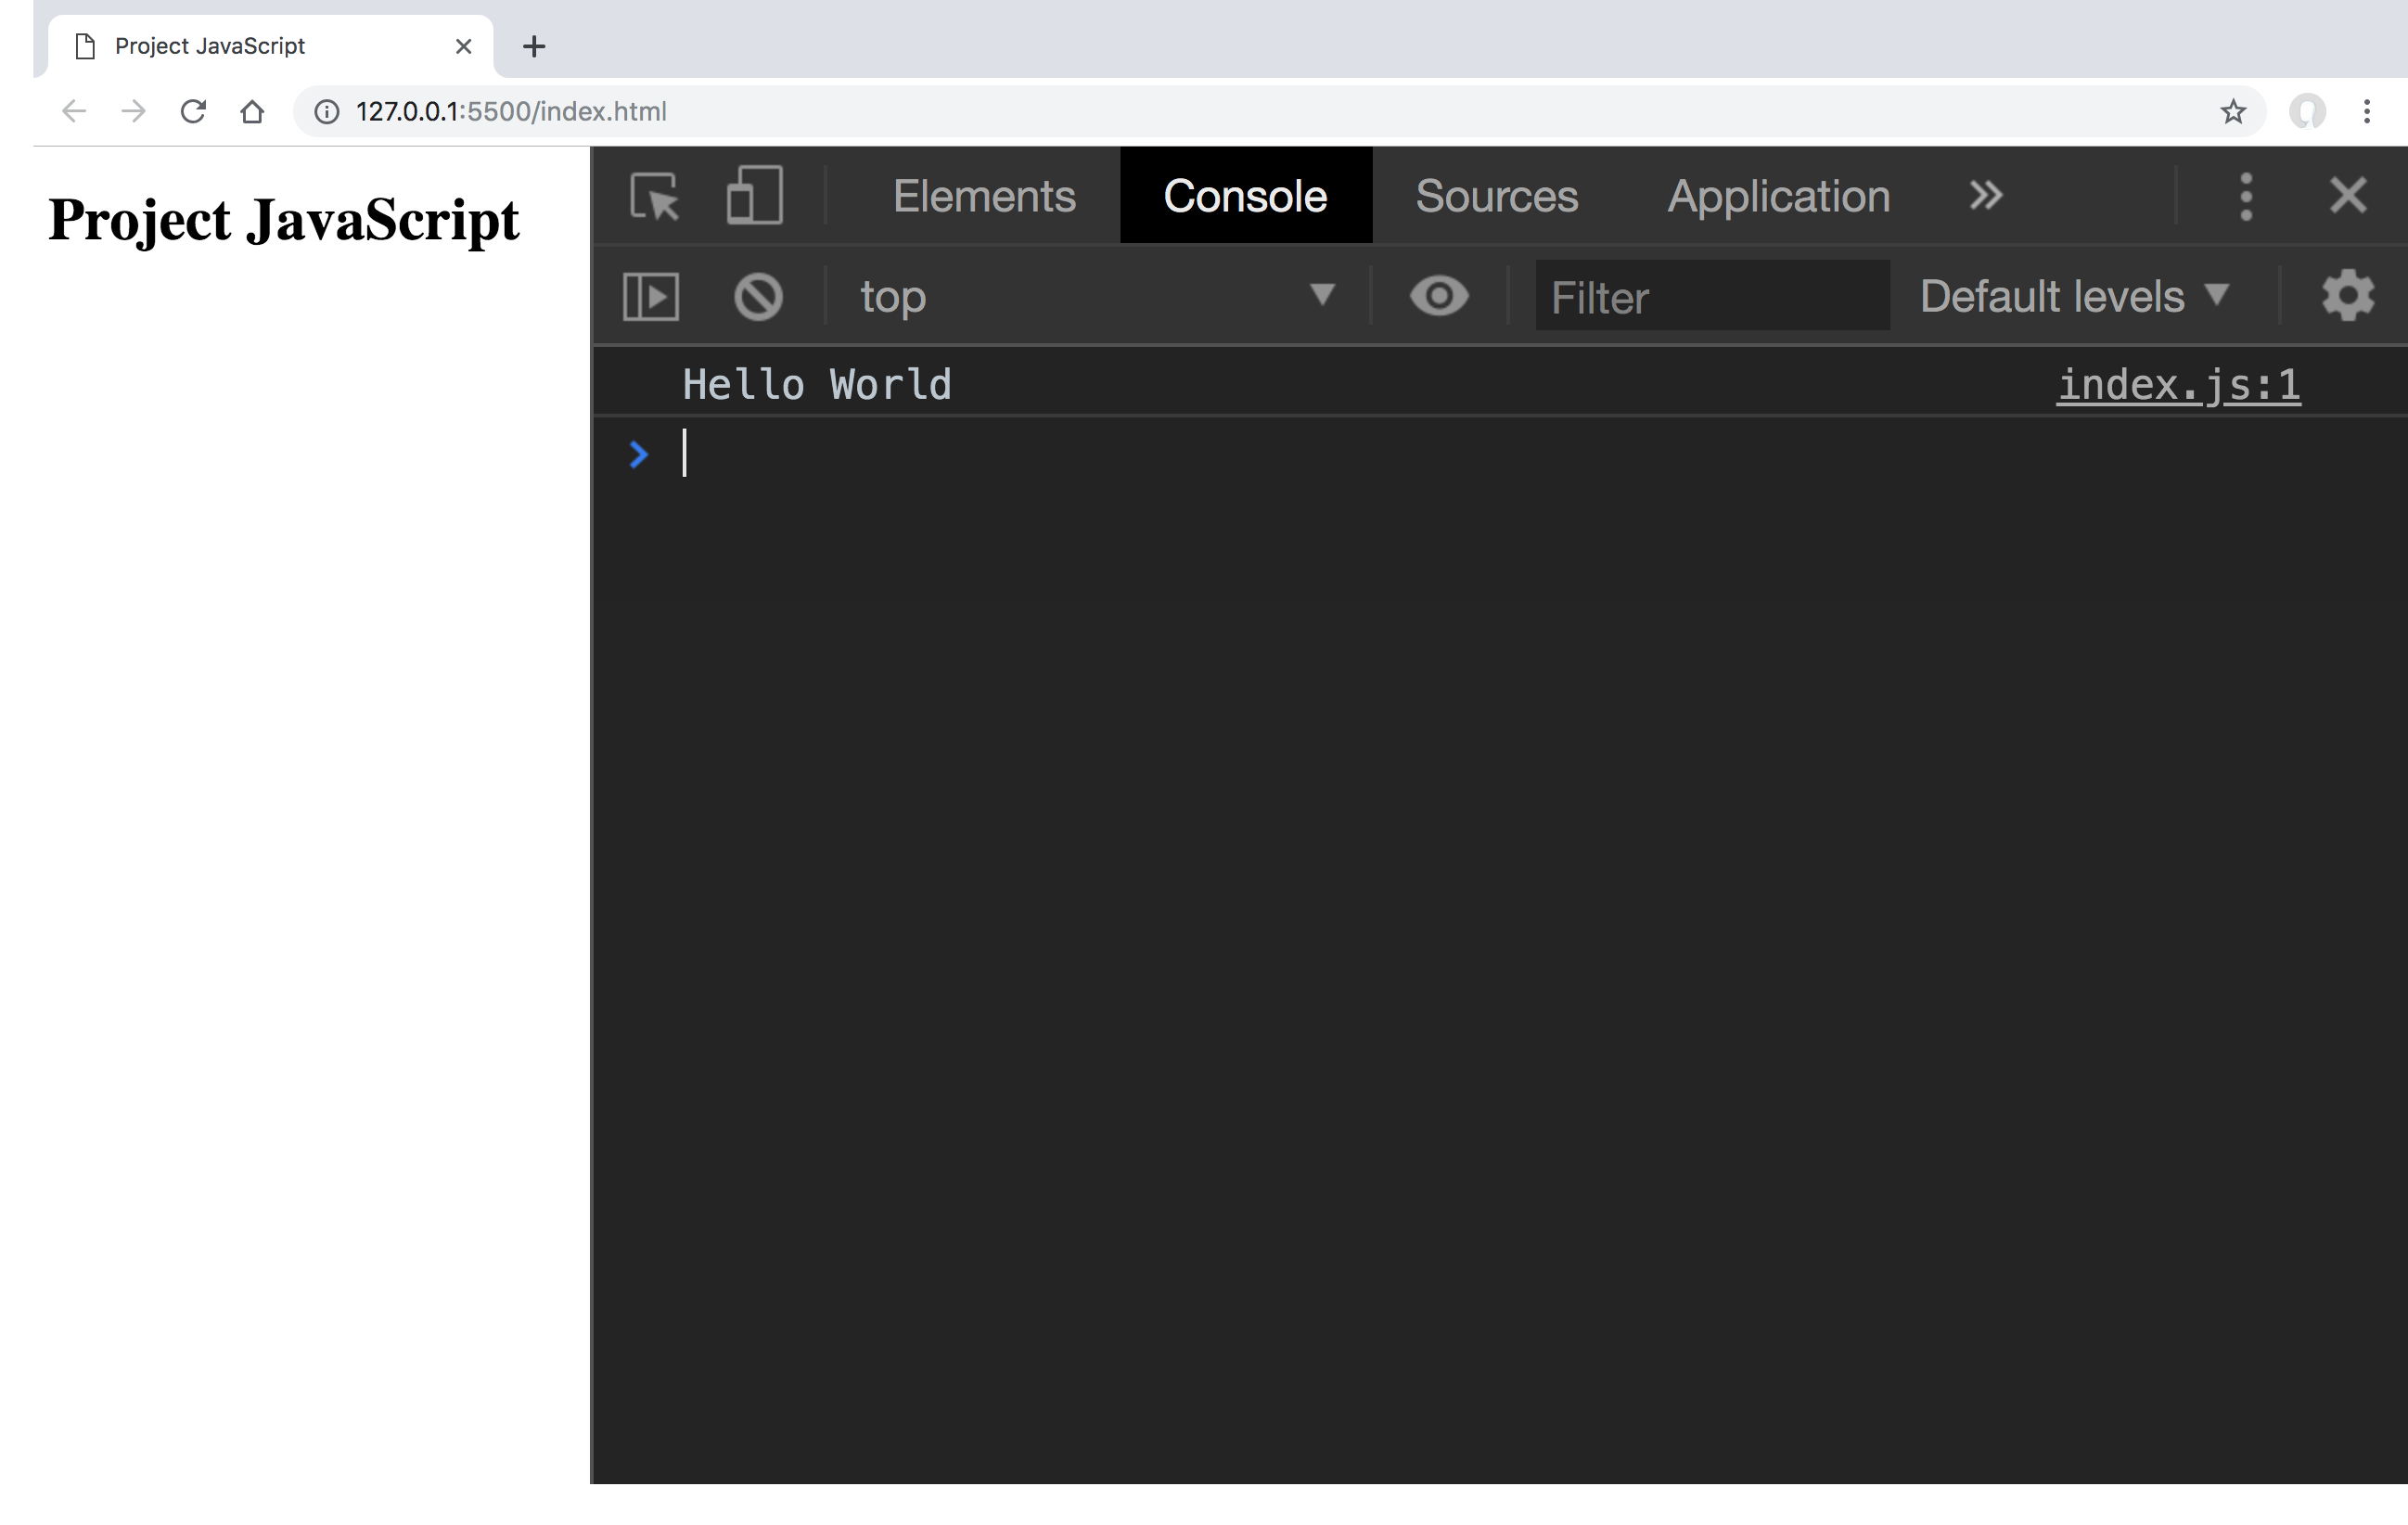 Project JavaScript
127.0.0.1:5500/index.html
Project JavaScript
Elements Console Sources Application
top Filter Default levels
Hello World index.js:1